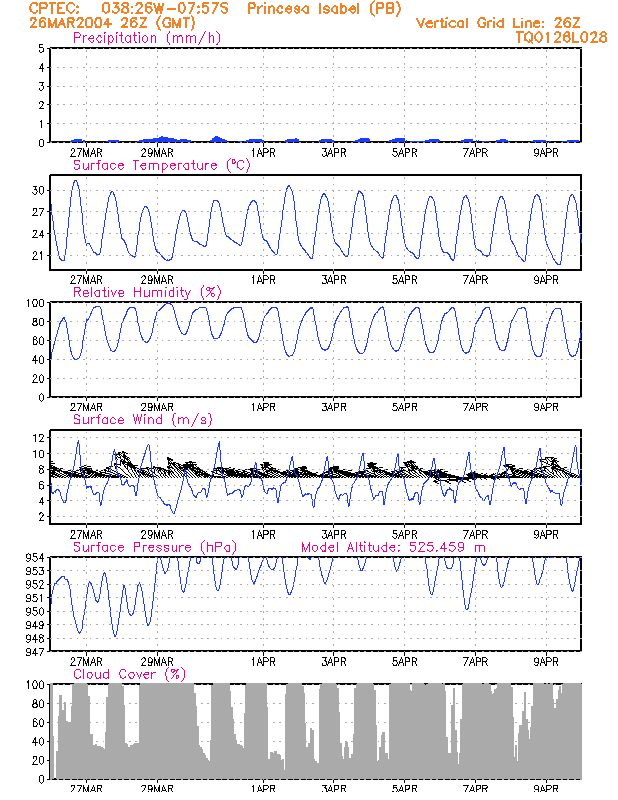 CPTEC: 038:26W-07:57S Princesa Isabel (PB)
26MAR2004 26Z (GMT) Vertical Grid Line: 26Z
Precipitation (mm/h) TQ0126L028
5
4
3
2
1
0
27MAR 29MAR 1APR 3APR 5APR 7APR 9APR
Surface Temperature (°C)
30
27
24
21
27MAR 29MAR 1APR 3APR 5APR 7APR 9APR
Relative Humidity (%)
100
80
60
40
20
0
27MAR 29MAR 1APR 3APR 5APR 7APR 9APR
Surface Wind (m/s)
12
10
8
6
4
2
27MAR 29MAR 1APR 3APR 5APR 7APR 9APR
Surface Pressure (hPa) Model Altitude: 525.459 m
954
953
952
951
950
949
948
947
27MAR 29MAR 1APR 3APR 5APR 7APR 9APR
Cloud Cover (%)
100
80
60
40
20
0
27MAR 29MAR 1APR 3APR 5APR 7APR 9APR